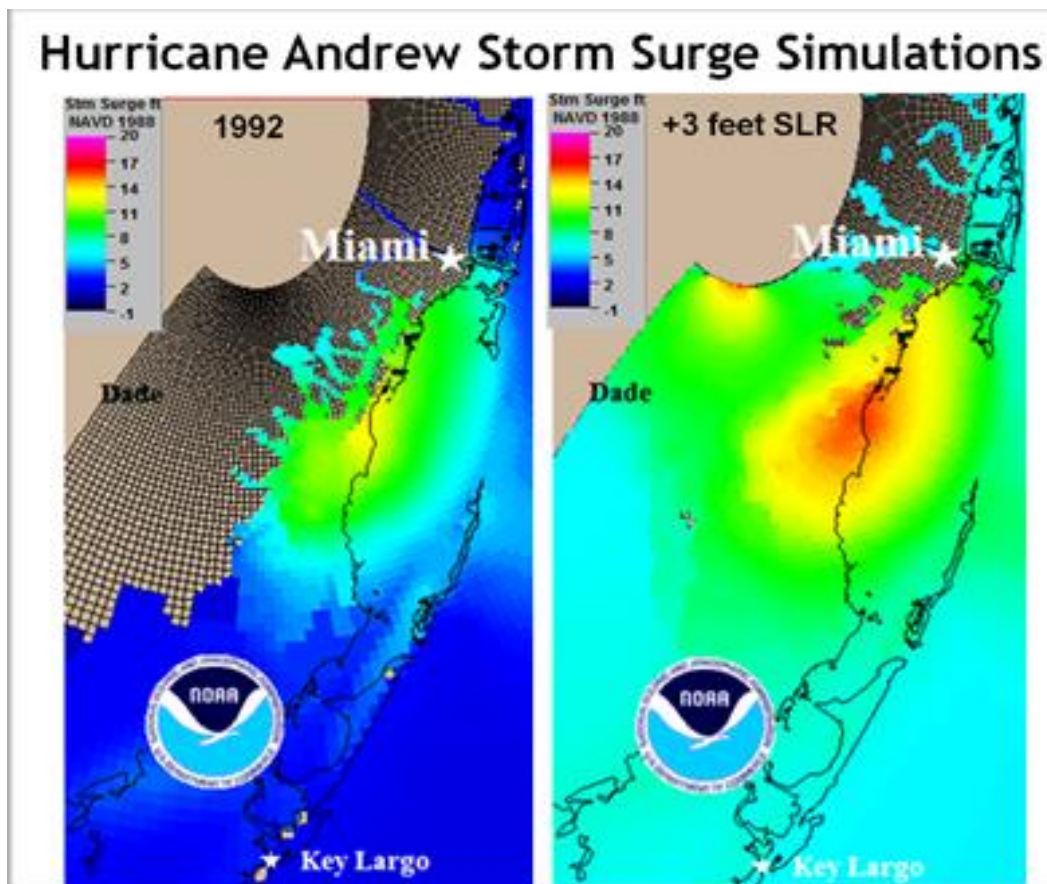 Hurricane Andrew Storm Surge Simulations
Stm Surge ft
NAVD 1988
20
17
14
11
8
5
2
-1
1992
Miami
Dade
NOAA
Key Largo
Stm Surge ft
NAVD 1988
20
17
14
11
8
5
2
-1
+3 feet SLR
Miami
Dade
NOAA
Key Largo